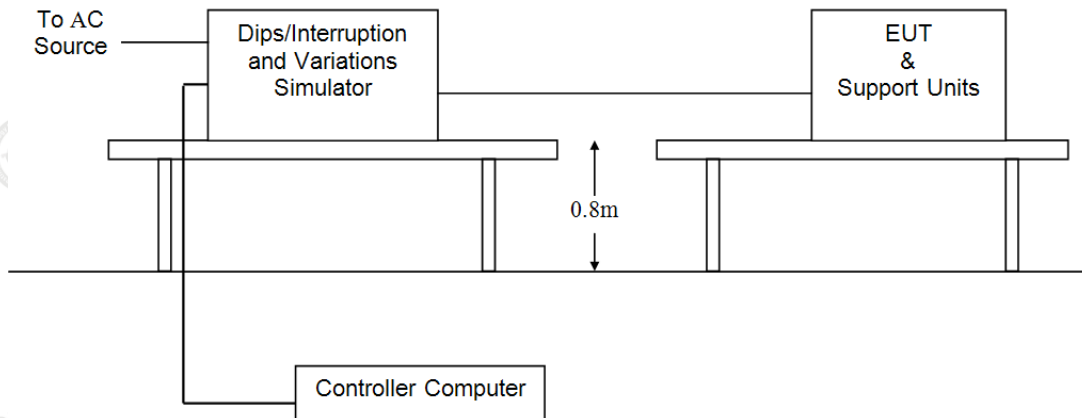 To AC
Source
Dips/Interruption
and Variations
Simulator
EUT
&
Support Units
0.8m
Controller Computer